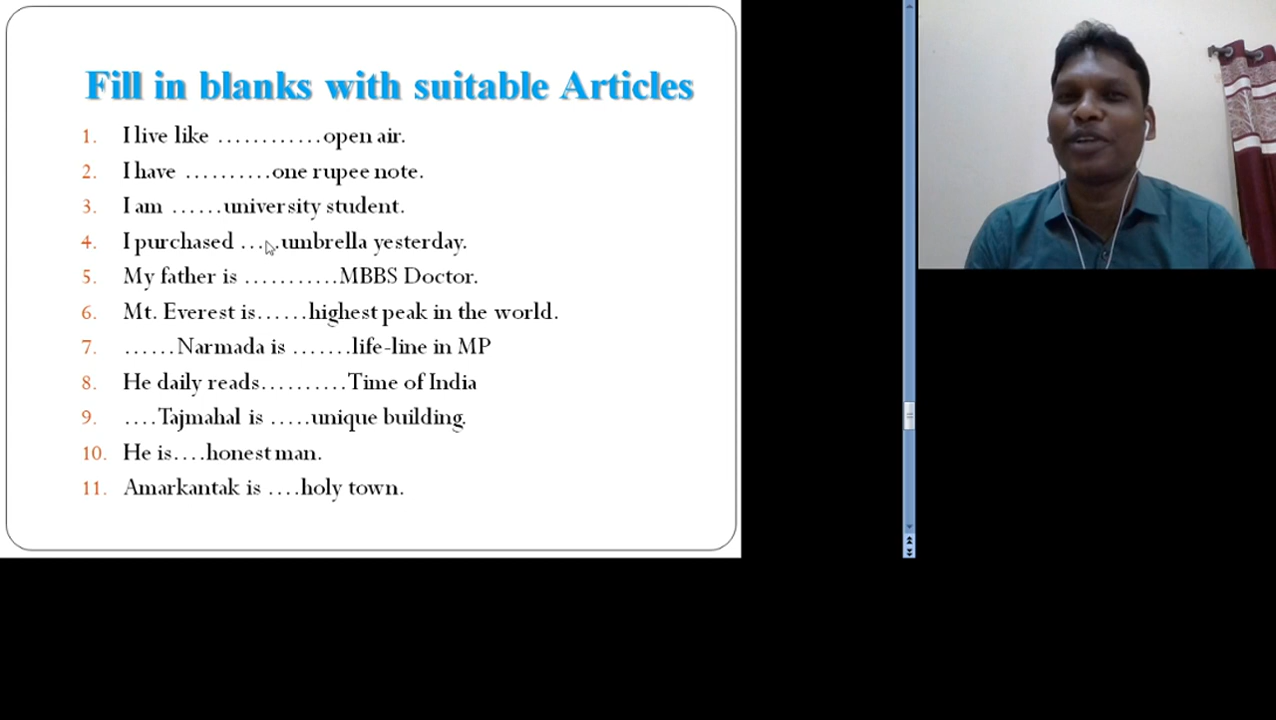 Fill in blanks with suitable Articles
1. I live like ............open air.
2. I have ..........one rupee note.
3. I am ......university student.
4. I purchased .....umbrella yesterday.
5. My father is ...........MBBS Doctor.
6. Mt. Everest is......highest peak in the world.
7. ......Narmada is .......life-line in MP
8. He daily reads..........Time of India
9. ....Tajmahal is .....unique building.
10. He is....honest man.
11. Amarkantak is ....holy town.